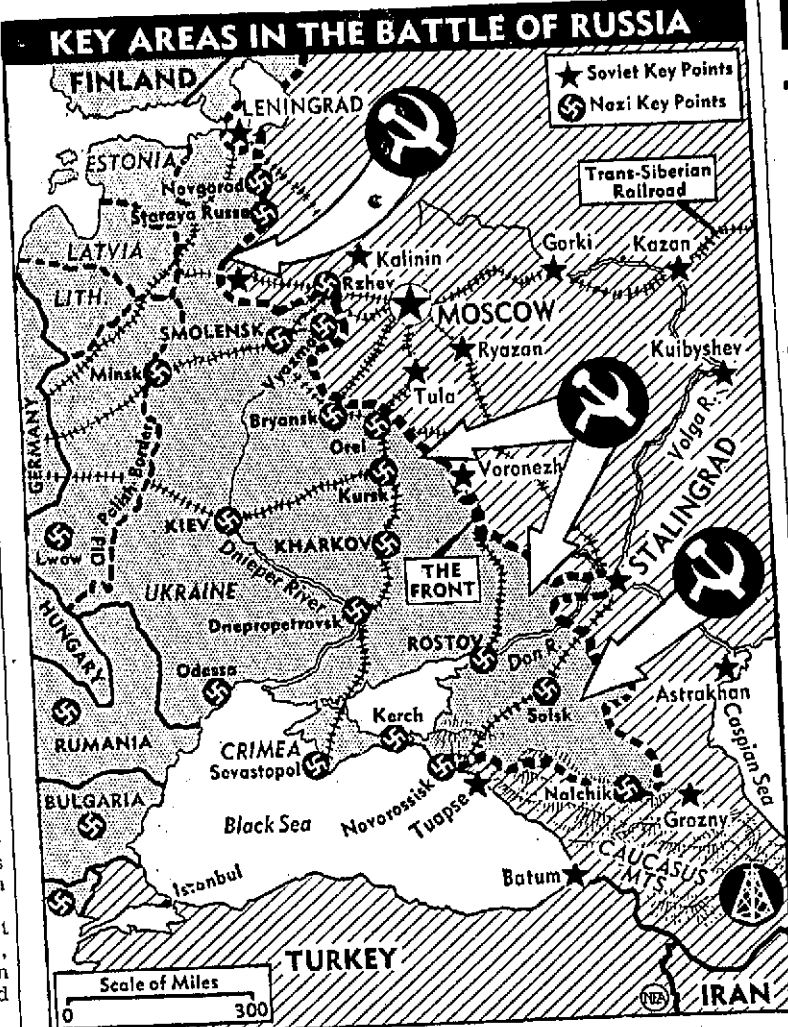 KEY AREAS IN THE BATTLE OF RUSSIA
FINLAND
Soviet Key Points
Nazi Key Points
LENINGRAD
ESTONIA
Novgorod
Staraya Russa
Trans-Siberian
Railroad
LATVIA
Kalinin
Gorki
Kazan
LITH.
Rzhev
MOSCOW
SMOLENSK
Vyazma
Ryazan
Kuibyshev
Minsk
Tula
GERMANY
Bryansk
Orel
Volga R.
Old Polish Border
Voronezh
Kursk
STALINGRAD
KIEV
Lwow
KHARKOV
Dnieper River
UKRAINE
THE
FRONT
HUNGARY
Dnepropetrovsk
ROSTOV
Don R.
Odessa
Astrakhan
Salsk
Kerch
Caspian Sea
RUMANIA
CRIMEA
Sevastopol
BULGARIA
Novorossisk
Nalchik
Tuapse
Grozny
Black Sea
CAUCASUS
MTS.
Istanbul
Batum
TURKEY
Scale of Miles
0 300
NEA
IRAN